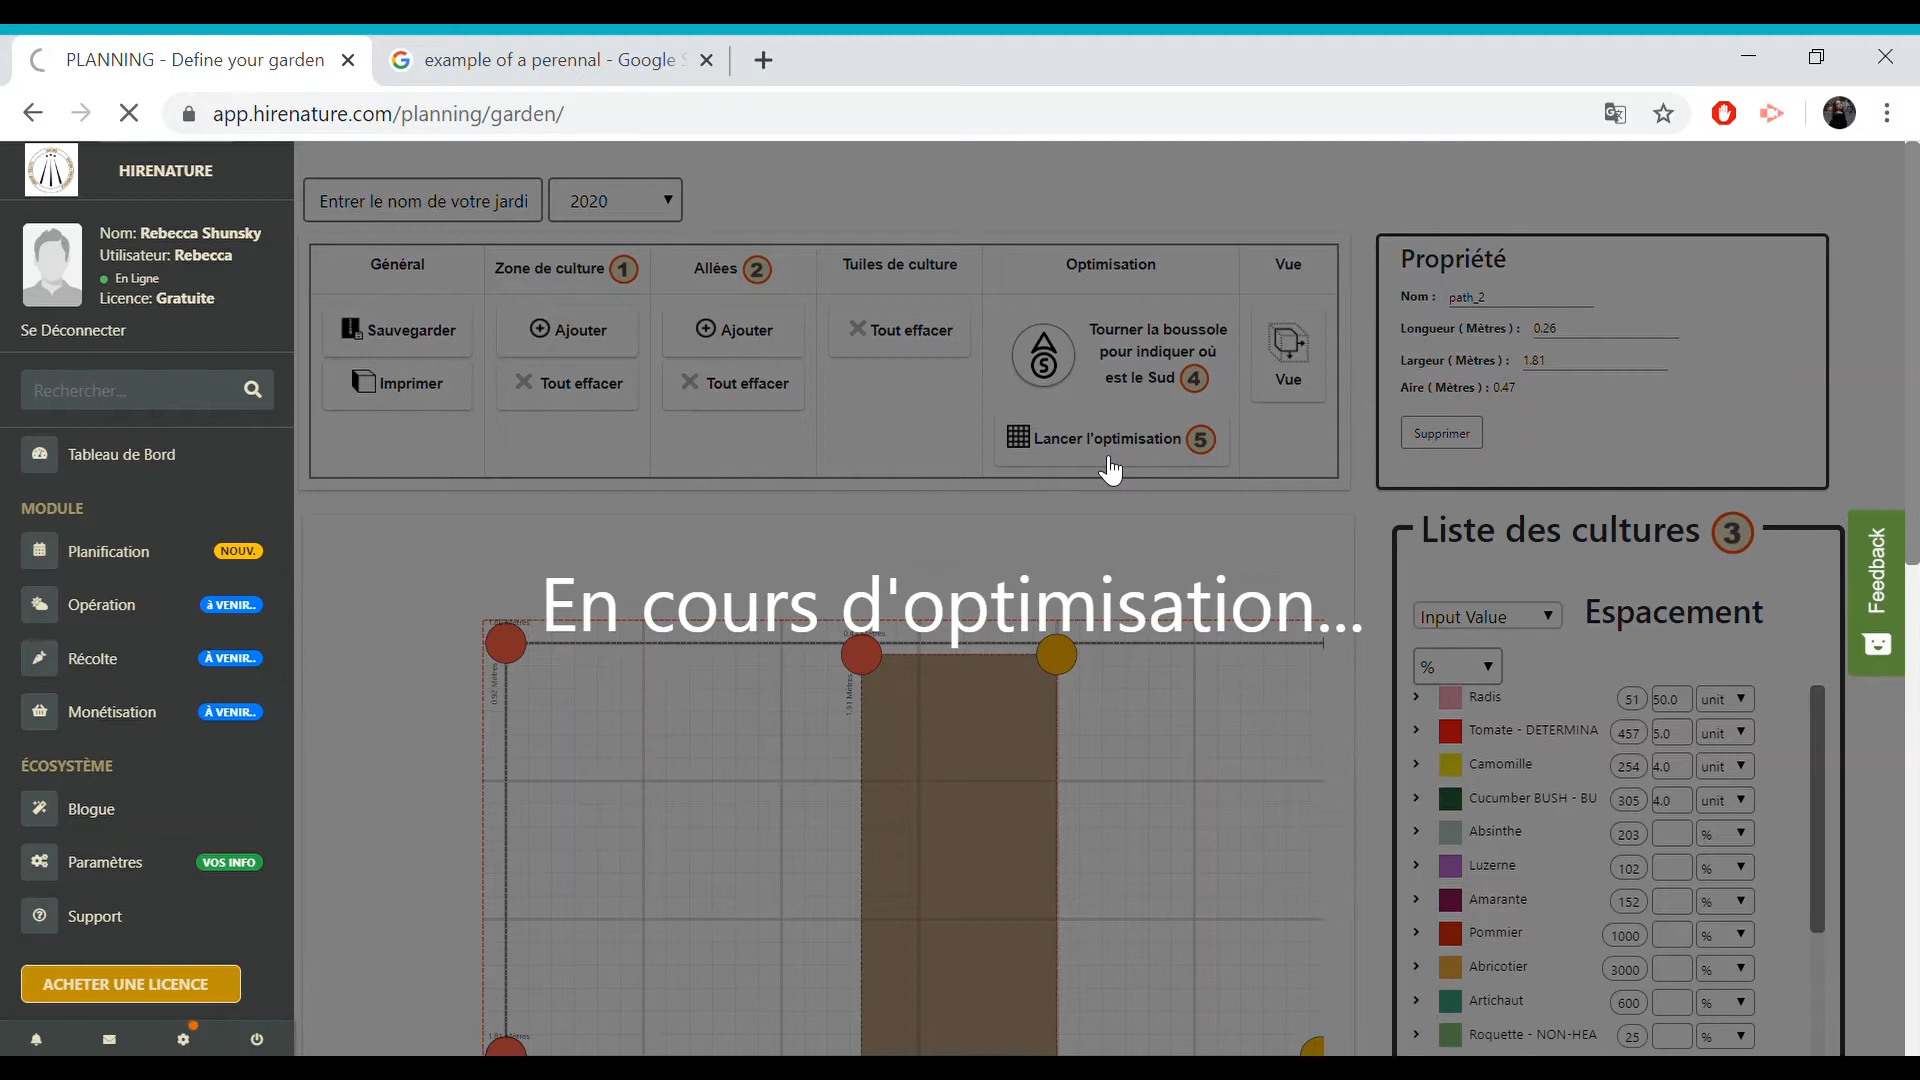 PLANNING - Define your garden
example of a perennal - Google
app.hirenature.com/planning/garden/
HIRENATURE
Nom: Rebecca Shunsky
Utilisateur: Rebecca
En Ligne
Licence: Gratuite
Se Déconnecter
Rechercher...
Tableau de Bord
MODULE
Planification NOUV.
Opération à VENIR..
Récolte À VENIR..
Monétisation À VENIR..
ÉCOSYSTÈME
Blogue
Paramètres VOS INFO
Support
ACHETER UNE LICENCE
Entrer le nom de votre jardi
2020
Général
Zone de culture 1
Allées 2
Tuiles de culture
Optimisation
Vue
Sauvegarder
Ajouter
Ajouter
Tout effacer
Tourner la boussole
pour indiquer où
est le Sud 4
S
Vue
Imprimer
Tout effacer
Tout effacer
Lancer l'optimisation 5
Propriété
Nom : path_2
Longueur ( Mètres ) : 0.26
Largeur ( Mètres ) : 1.81
Aire ( Mètres ) : 0.47
Supprimer
En cours d'optimisation...
0.92 Mètres
1.91 Mètres
Liste des cultures 3
Input Value
Espacement
%
Radis 51 50.0 unit
Tomate - DETERMINA 457 5.0 unit
Camomille 254 4.0 unit
Cucumber BUSH - BU 305 4.0 unit
Absinthe 203 %
Luzerne 102 %
Amarante 152 %
Pommier 1000 %
Abricotier 3000 %
Artichaut 600 %
Roquette - NON-HEA 25 %
Feedback